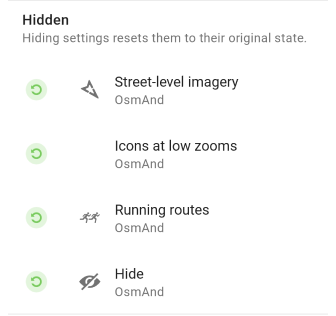 Hidden
Hiding settings resets them to their original state.
Street-level imagery
OsmAnd
Icons at low zooms
OsmAnd
Running routes
OsmAnd
Hide
OsmAnd